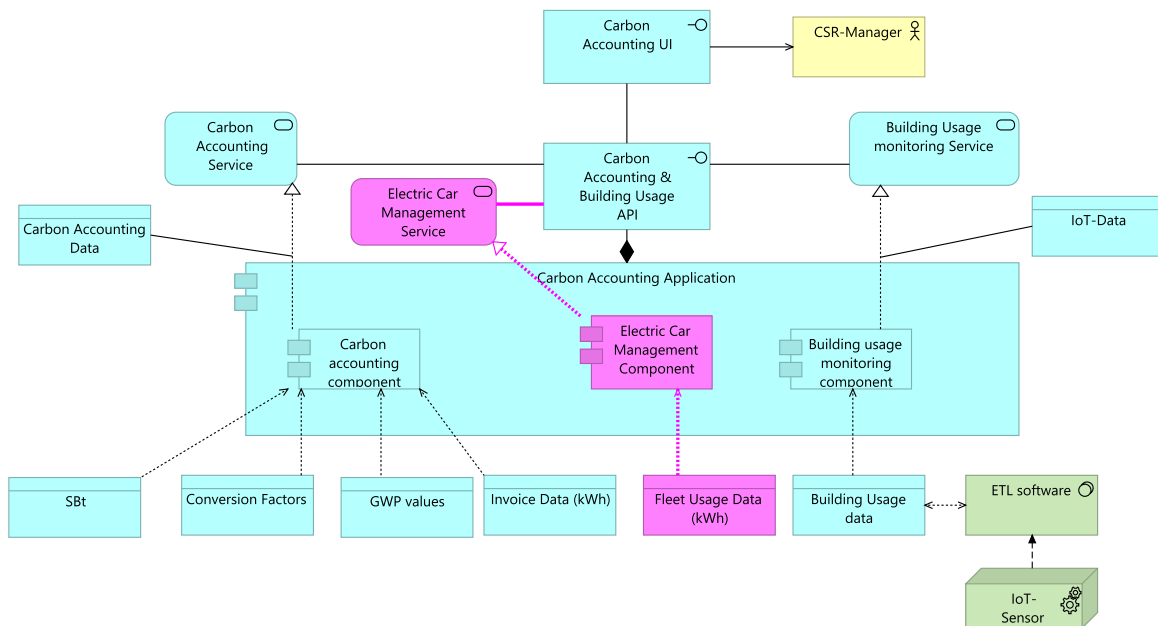 Carbon
Accounting UI
CSR-Manager
Carbon
Accounting
Service
Building Usage
monitoring Service
Carbon
Accounting &
Building Usage
API
Electric Car
Management
Service
Carbon Accounting
Data
IoT-Data
Carbon Accounting Application
Electric Car
Management
Component
Carbon
accounting
component
Building usage
monitoring
component
SBt
Conversion Factors
GWP values
Invoice Data (kWh)
Fleet Usage Data
(kWh)
Building Usage
data
ETL software
IoT-
Sensor